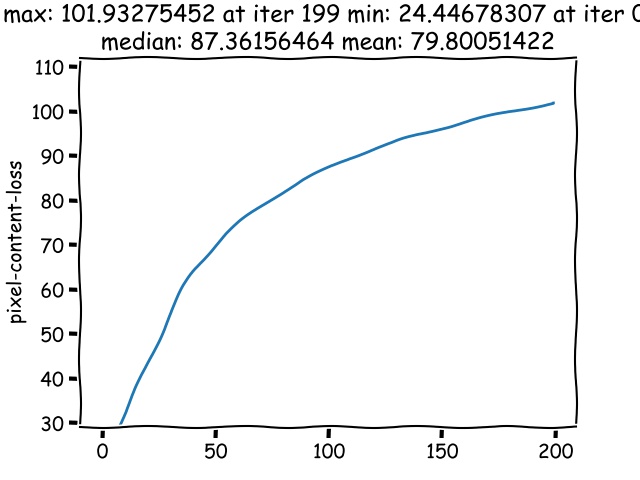 max: 101.93275452 at iter 199 min: 24.44678307 at iter 0
median: 87.36156464 mean: 79.80051422
110
100
90
80
70
60
50
40
30
pixel-content-loss
0 50 100 150 200